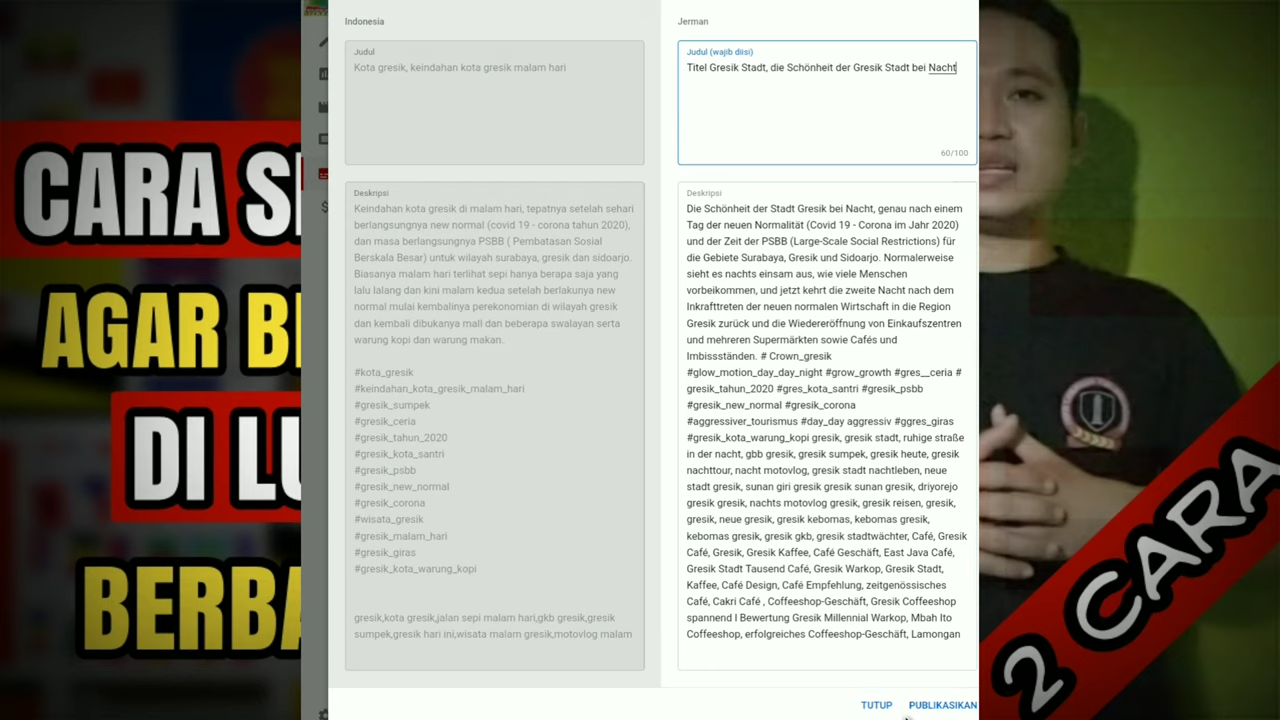 CARA
AGAR
DI
BERBA
Indonesia
Judul
Kota gresik, keindahan kota gresik malam hari
Deskripsi
Keindahan kota gresik di malam hari, tepatnya setelah sehari
berlangsungnya new normal (covid 19 - corona tahun 2020),
dan masa berlangsungnya PSBB ( Pembatasan Sosial
Berskala Besar) untuk wilayah surabaya, gresik dan sidoarjo.
Biasanya malam hari terlihat sepi hanya berapa saja yang
lalu lalang dan kini malam kedua setelah berlakunya new
normal mulai kembalinya perekonomian di wilayah gresik
dan kembali dibukanya mall dan beberapa swalayan serta
warung kopi dan warung makan.
#kota_gresik
#keindahan_kota_gresik_malam_hari
#gresik_sumpek
#gresik_ceria
#gresik_tahun_2020
#gresik_kota_santri
#gresik_psbb
#gresik_new_normal
#gresik_corona
#wisata_gresik
#gresik_malam_hari
#gresik_giras
#gresik_kota_warung_kopi
gresik,kota gresik,jalan sepi malam hari,gkb gresik,gresik
sumpek,gresik hari ini,wisata malam gresik,motovlog malam
Jerman
Judul (wajib diisi)
Titel Gresik Stadt, die Schönheit der Gresik Stadt bei Nacht
60/100
Deskripsi
Die Schönheit der Stadt Gresik bei Nacht, genau nach einem
Tag der neuen Normalität (Covid 19 - Corona im Jahr 2020)
und der Zeit der PSBB (Large-Scale Social Restrictions) für
die Gebiete Surabaya, Gresik und Sidoarjo. Normalerweise
sieht es nachts einsam aus, wie viele Menschen
vorbeikommen, und jetzt kehrt die zweite Nacht nach dem
Inkrafttreten der neuen normalen Wirtschaft in die Region
Gresik zurück und die Wiedereröffnung von Einkaufszentren
und mehreren Supermärkten sowie Cafés und
Imbissständen. # Crown_gresik
#glow_motion_day_day_night #grow_growth #gres__ceria #
gresik_tahun_2020 #gres_kota_santri #gresik_psbb
#gresik_new_normal #gresik_corona
#aggressiver_tourismus #day_day aggressiv #ggres_giras
#gresik_kota_warung_kopi gresik, gresik stadt, ruhige straße
in der nacht, gbb gresik, gresik sumpek, gresik heute, gresik
nachttour, nacht motovlog, gresik stadt nachtleben, neue
stadt gresik, sunan giri gresik gresik sunan gresik, driyorejo
gresik gresik, nachts motovlog gresik, gresik reisen, gresik,
gresik, neue gresik, gresik kebomas, kebomas gresik,
kebomas gresik, gresik gkb, gresik stadtwächter, Café, Gresik
Café, Gresik, Gresik Kaffee, Café Geschäft, East Java Café,
Gresik Stadt Tausend Café, Gresik Warkop, Gresik Stadt,
Kaffee, Café Design, Café Empfehlung, zeitgenössisches
Café, Cakri Café , Coffeeshop-Geschäft, Gresik Coffeeshop
spannend I Bewertung Gresik Millennial Warkop, Mbah Ito
Coffeeshop, erfolgreiches Coffeeshop-Geschäft, Lamongan
TUTUP PUBLIKASIKAN
2 CARA